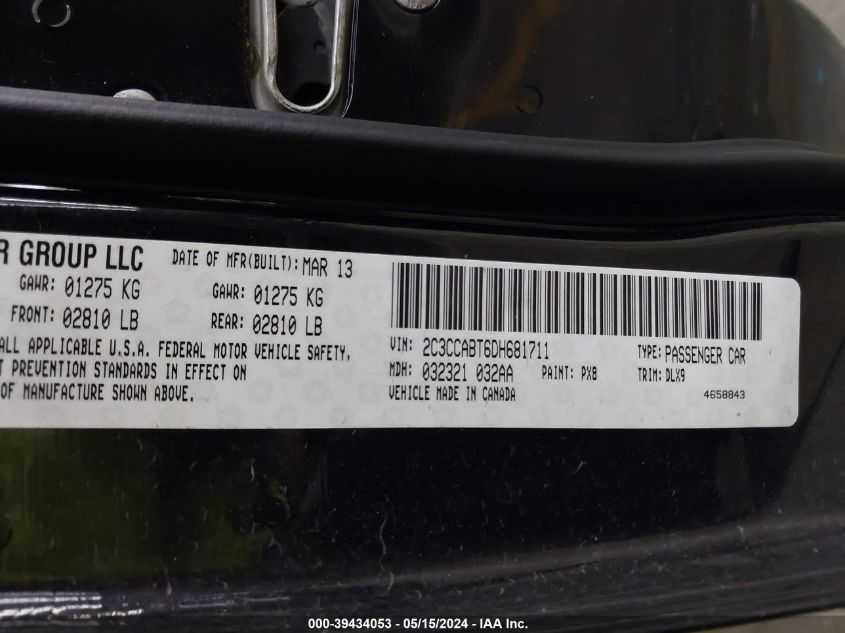 R GROUP LLC DATE OF MFR(BUILT): MAR 13
GAWR: 01275 KG GAWR: 01275 KG
FRONT: 02810 LB REAR: 02810 LB
ALL APPLICABLE U.S.A. FEDERAL MOTOR VEHICLE SAFETY,
T PREVENTION STANDARDS IN EFFECT ON
OF MANUFACTURE SHOWN ABOVE.
VIN: 2C3CCABT6DH681711 TYPE: PASSENGER CAR
MDH: 032321 032AA PAINT: PX8 TRIM: DLX9
VEHICLE MADE IN CANADA 4658843
000-39434053 - 05/15/2024 - IAA Inc.